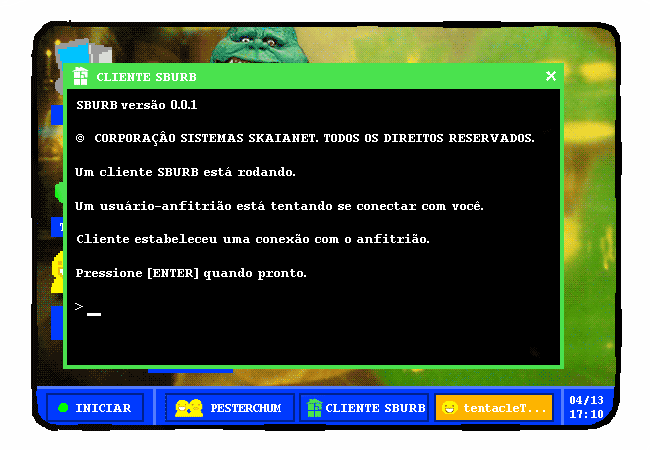 CLIENTE SBURB
SBURB versão 0.0.1
© CORPORAÇÂO SISTEMAS SKAIANET. TODOS OS DIREITOS RESERVADOS.
Um cliente SBURB está rodando.
Um usuário-anfitrião está tentando se conectar com você.
Cliente estabeleceu uma conexão com o anfitrião.
Pressione [ENTER] quando pronto.
>
INICIAR
PESTERCHUM
CLIENTE SBURB
tentacleT...
04/13
17:10